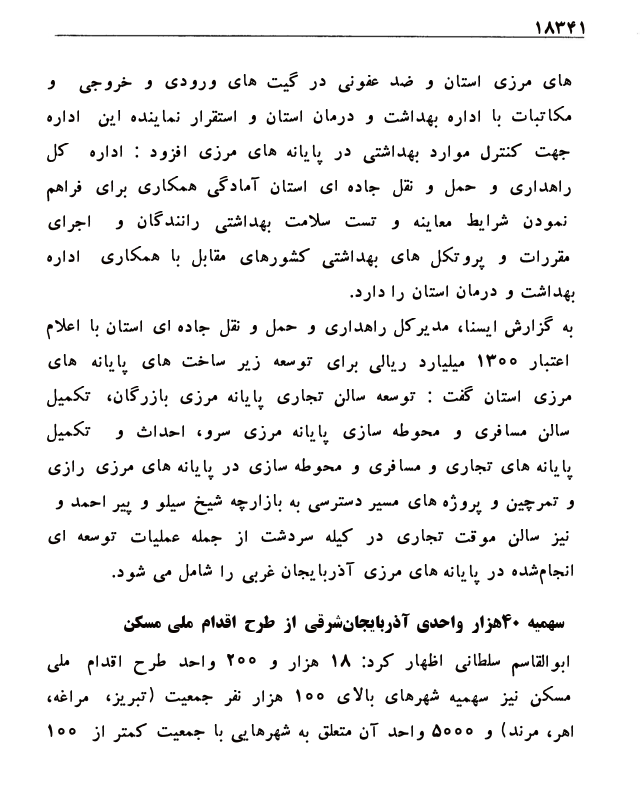 ۱۸۳۴۱
های مرزی استان و ضد عفونی در گیت های ورودی و خروجی و
مکاتبات با اداره بهداشت و درمان استان و استقرار نماینده این اداره
جهت کنترل موارد بهداشتی در پایانه های مرزی افزود : اداره کل
راهداری و حمل و نقل جاده ای استان آمادگی همکاری برای فراهم
نمودن شرایط معاینه و تست سلامت بهداشتی رانندگان و اجرای
مقررات و پروتکل های بهداشتی کشورهای مقابل با همکاری اداره
بهداشت و درمان استان را دارد.
به گزارش ایسنا، مدیرکل راهداری و حمل و نقل جاده ای استان با اعلام
اعتبار ۱۳۰۰ میلیارد ریالی برای توسعه زیر ساخت های پایانه های
مرزی استان گفت : توسعه سالن تجاری پایانه مرزی بازرگان، تکمیل
سالن مسافری و محوطه سازی پایانه مرزی سرو، احداث و تکمیل
پایانه های تجاری و مسافری و محوطه سازی در پایانه های مرزی رازی
و تمرچین و پروژه های مسیر دسترسی به بازارچه شیخ سیلو و پیر احمد و
نیز سالن موقت تجاری در کیله سردشت از جمله عملیات توسعه ای
انجام‌شده در پایانه های مرزی آذربایجان غربی را شامل می شود.
سهمیه ۴۰هزار واحدی آذربایجان‌شرقی از طرح اقدام ملی مسکن
ابوالقاسم سلطانی اظهار کرد: ۱۸ هزار و ۲۰۰ واحد طرح اقدام ملی
مسکن نیز سهمیه شهرهای بالای ۱۰۰ هزار نفر جمعیت (تبریز، مراغه،
اهر، مرند) و ۵۰۰۰ واحد آن متعلق به شهرهایی با جمعیت کمتر از ۱۰۰